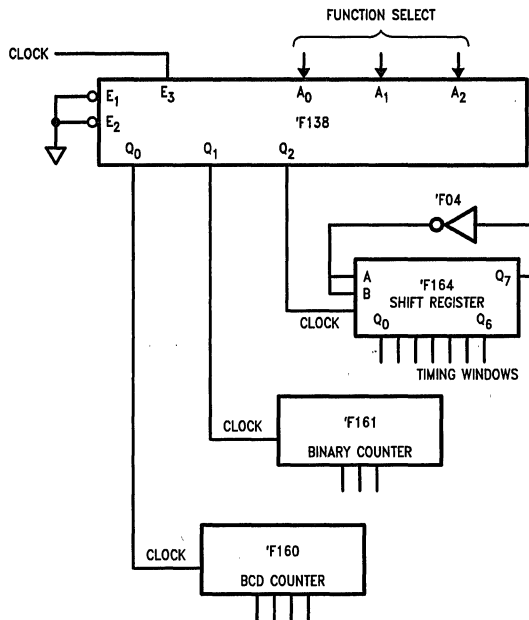 FUNCTION SELECT
CLOCK
E1 E3 A0 A1 A2
E2 'F138
Q0 Q1 Q2
'F04
A 'F164 Q7
B SHIFT REGISTER
CLOCK Q0 Q6
TIMING WINDOWS
'F161
CLOCK
BINARY COUNTER
'F160
CLOCK
BCD COUNTER